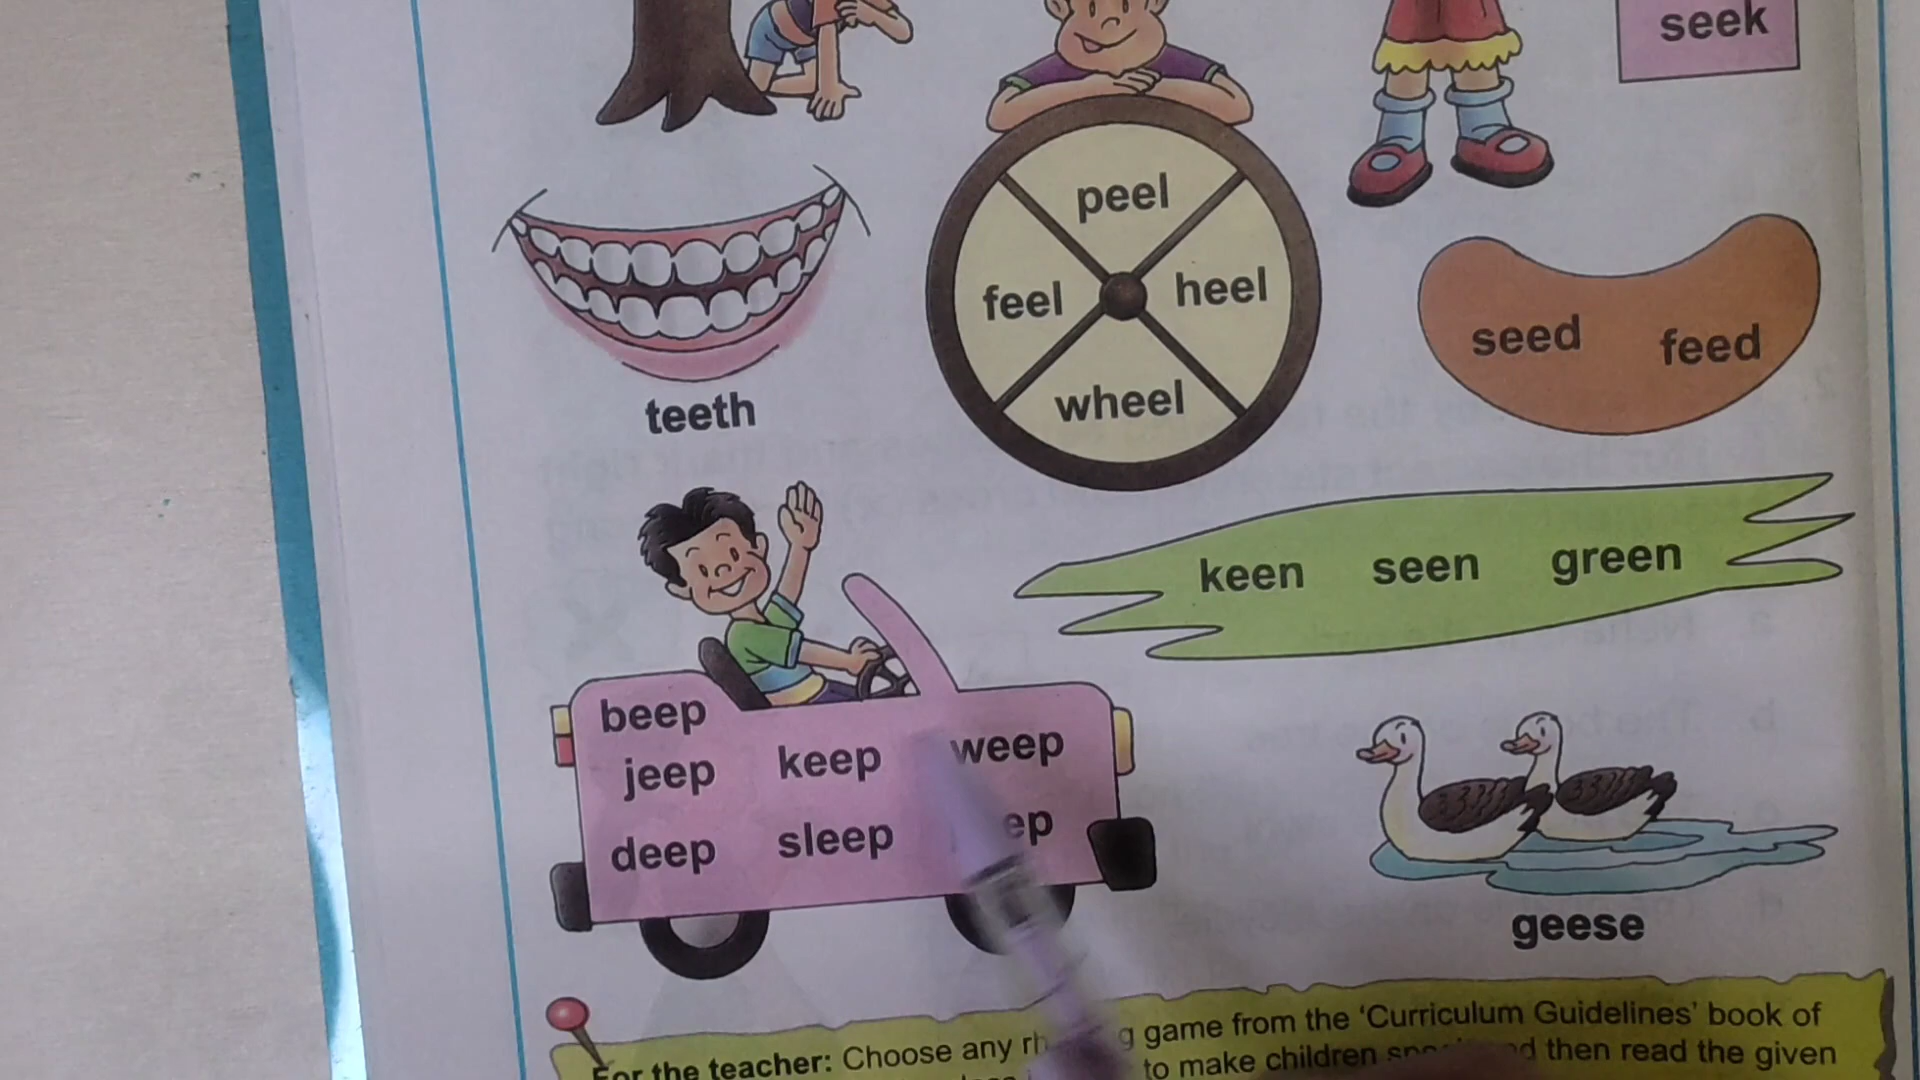 seek
peel
feel heel
wheel
seed feed
teeth
keen seen green
beep
jeep keep weep
deep sleep
geese
For the teacher: Choose any game from the ‘Curriculum Guidelines’ book of
to make children then read the given